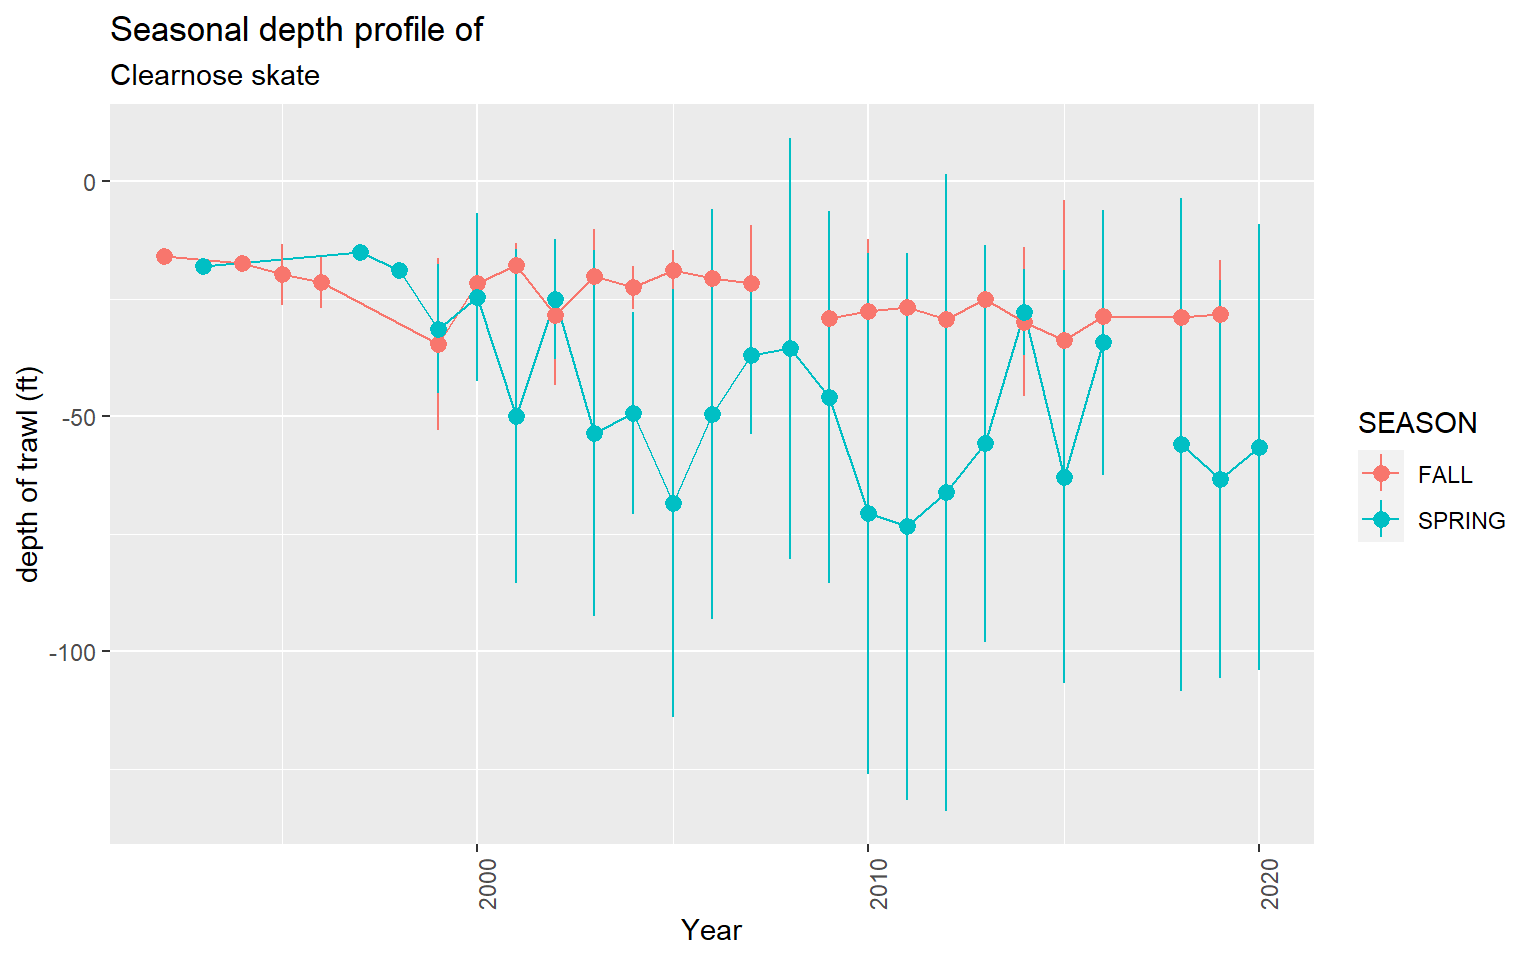 Seasonal depth profile of
Clearnose skate
depth of trawl (ft)
0
-50
-100
2000
2010
2020
Year
SEASON
FALL
SPRING